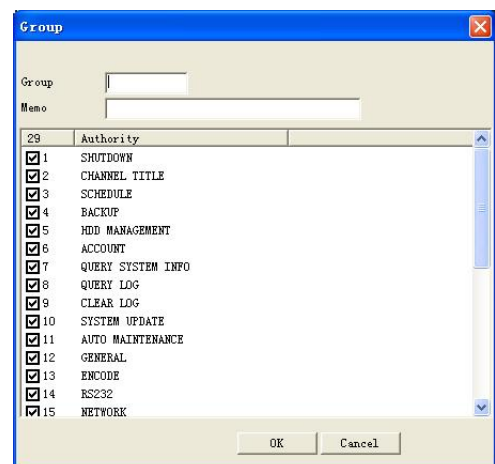 Group
Group
Memo
29 Authority
1 SHUTDOWN
2 CHANNEL TITLE
3 SCHEDULE
4 BACKUP
5 HDD MANAGEMENT
6 ACCOUNT
7 QUERY SYSTEM INFO
8 QUERY LOG
9 CLEAR LOG
10 SYSTEM UPDATE
11 AUTO MAINTENANCE
12 GENERAL
13 ENCODE
14 RS232
15 NETWORK
OK Cancel